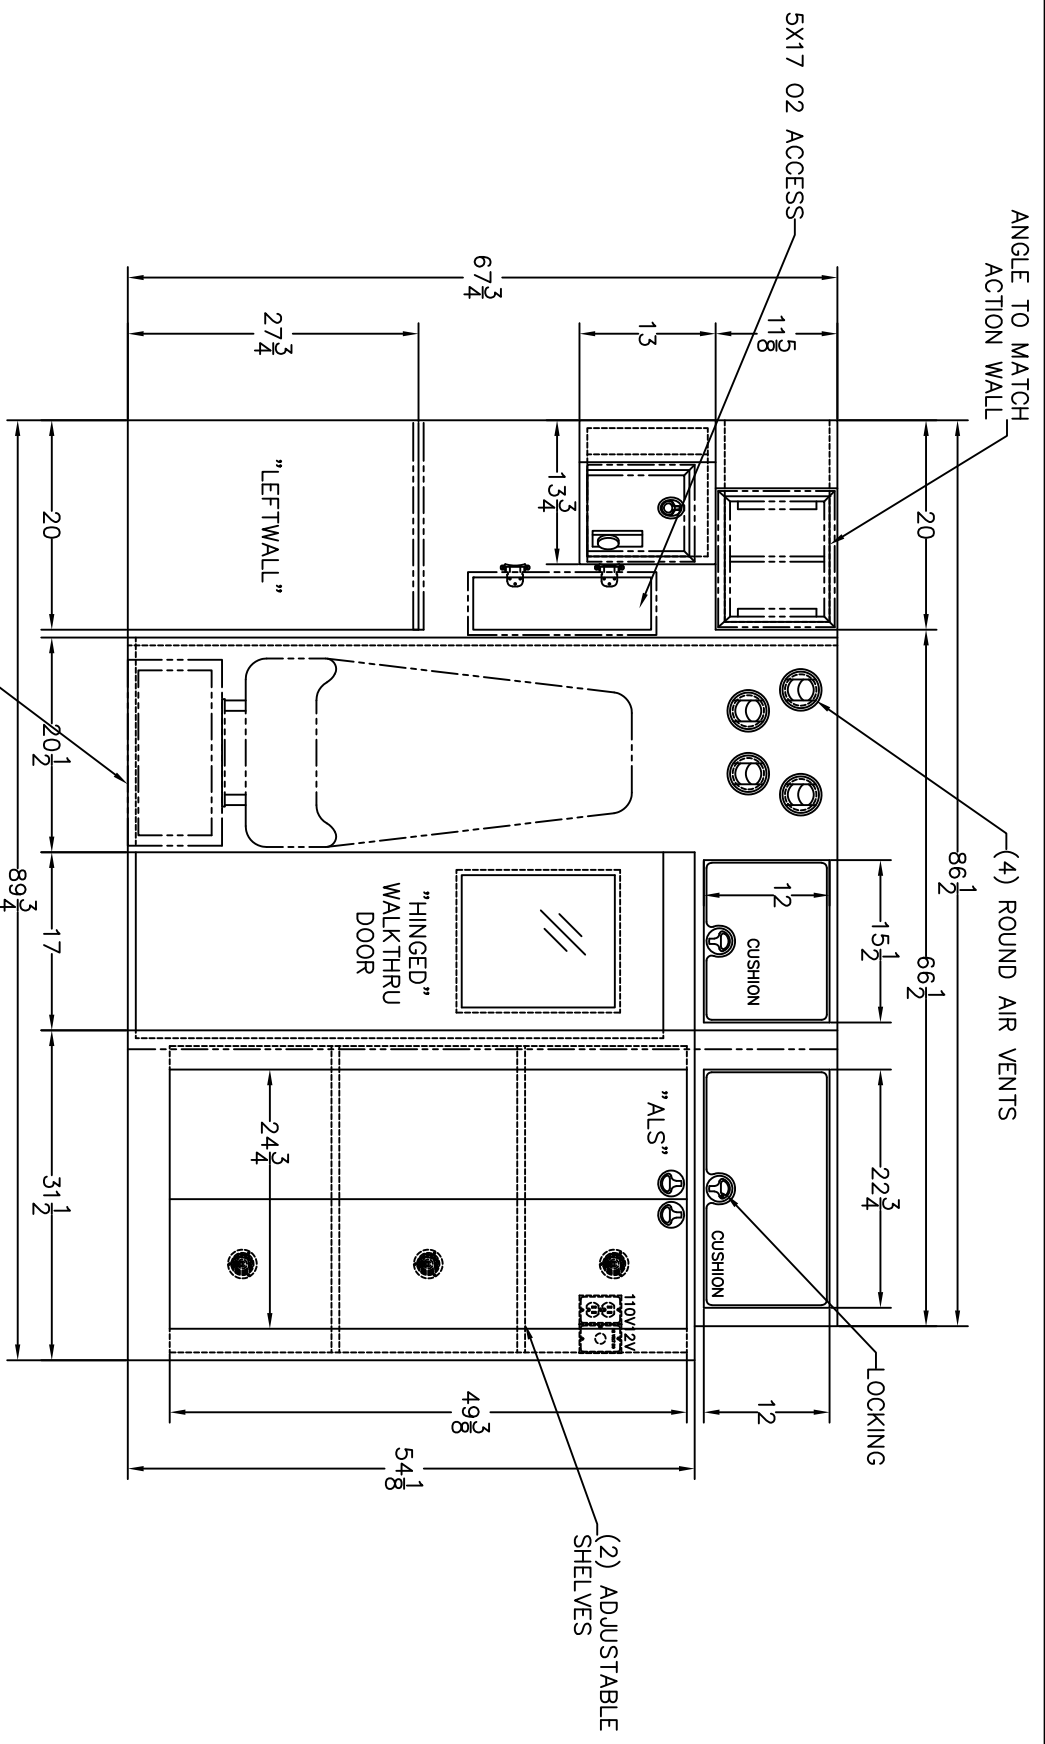 ANGLE TO MATCH
ACTION WALL
5X17 O2 ACCESS
(4) ROUND AIR VENTS
LOCKING
(2) ADJUSTABLE
SHELVES
86 1/2
20
66 1/2
15 1/2
22 3/4
12
12
CUSHION
CUSHION
11 5/8
13
67 3/4
27 3/4
13 3/4
"LEFTWALL"
"HINGED"
WALKTHRU
DOOR
"ALS"
110V 12V
24 3/4
49 3/8
54 1/8
20
20 1/2
17
31 1/2
89 3/4